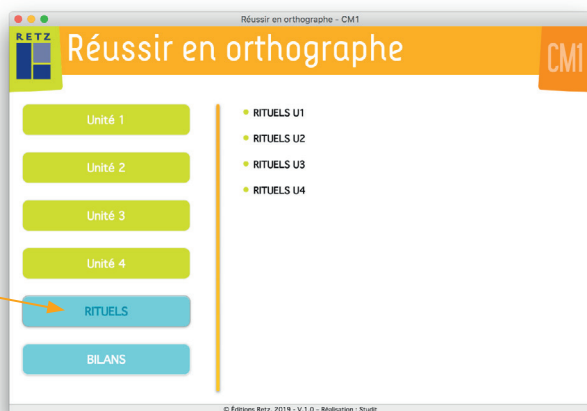 Réussir en orthographe - CM1
RETZ
Réussir en orthographe
CM1
Unité 1
Unité 2
Unité 3
Unité 4
RITUELS
BILANS
RITUELS U1
RITUELS U2
RITUELS U3
RITUELS U4
© Éditions Retz, 2019 - V.1.0 - Réalisation : Studit